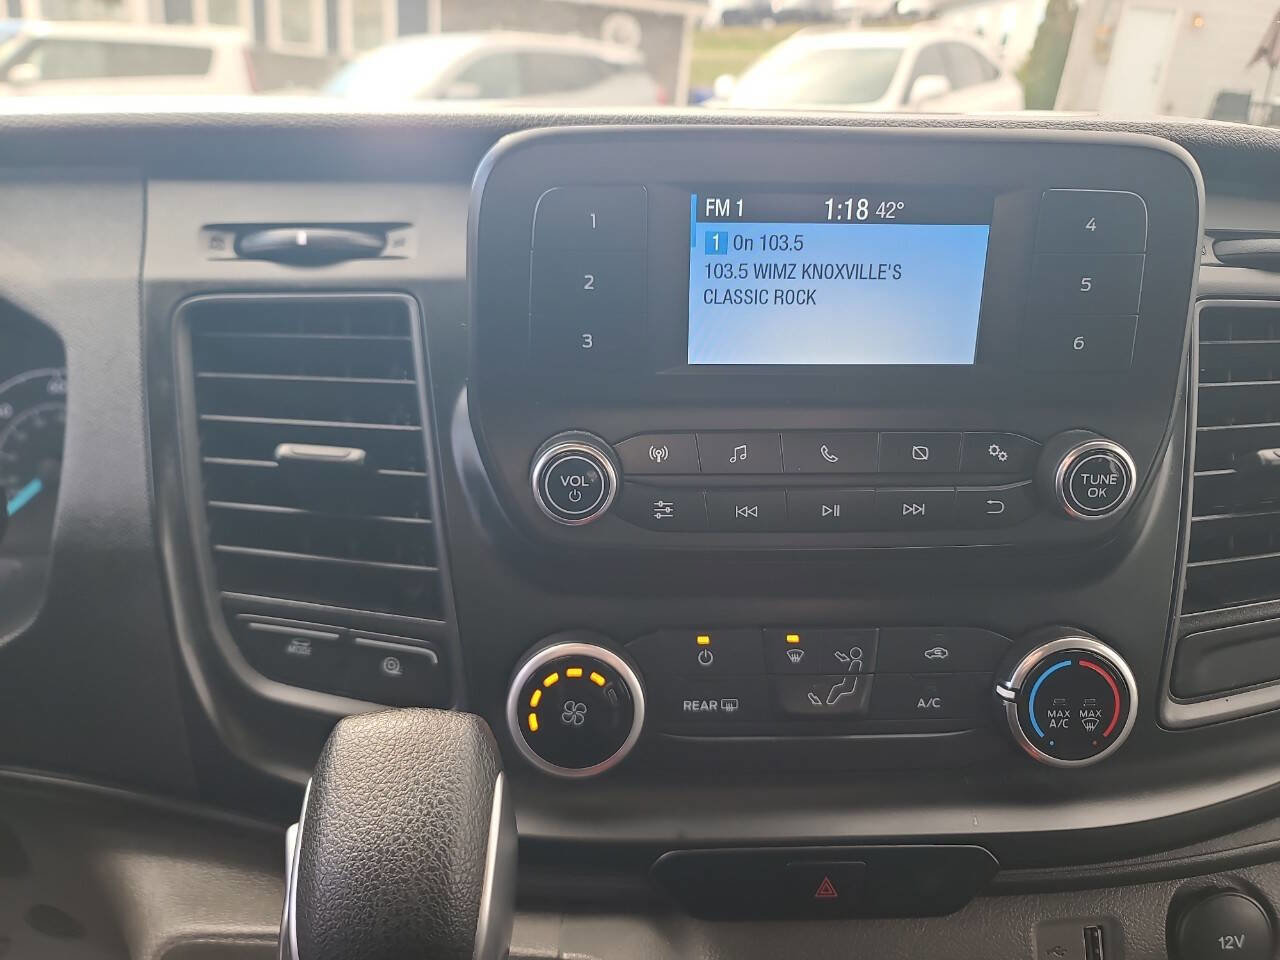 FM 1 1:18 42°
1 On 103.5
103.5 WIMZ KNOXVILLE'S
CLASSIC ROCK
1
2
3
4
5
6
VOL
TUNE
OK
MODE
REAR
A/C
MAX
A/C
MAX
12V